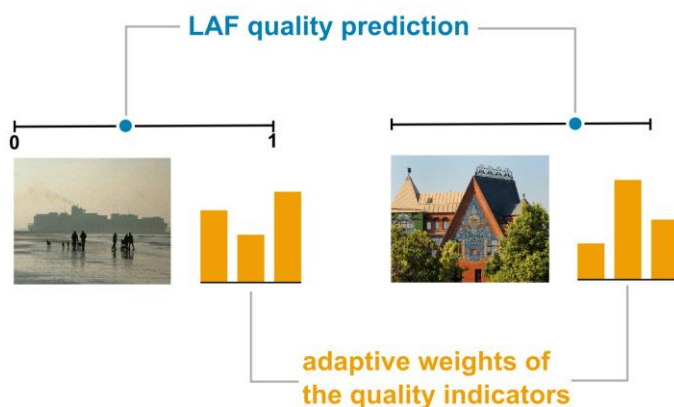 LAF quality prediction
0
1
adaptive weights of
the quality indicators